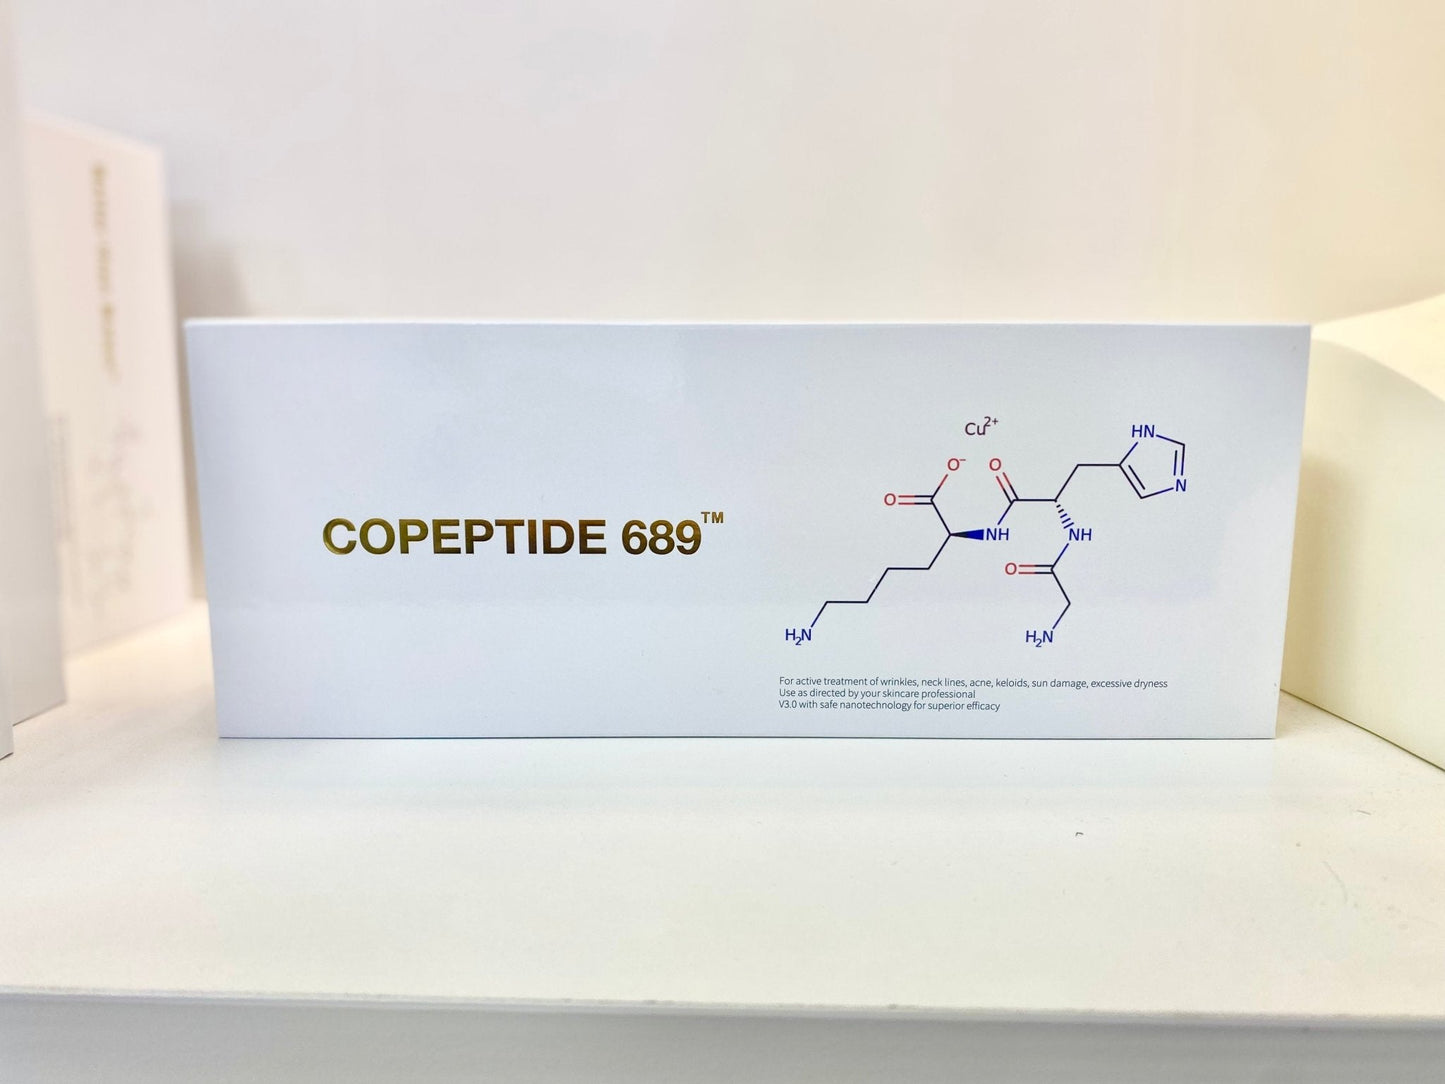 COPEPTIDE 689™
Cu²⁺
O⁻
O
O
HN
N
NH
NH
O
H₂N
H₂N
For active treatment of wrinkles, neck lines, acne, keloids, sun damage, excessive dryness
Use as directed by your skincare professional
V3.0 with safe nanotechnology for superior efficacy